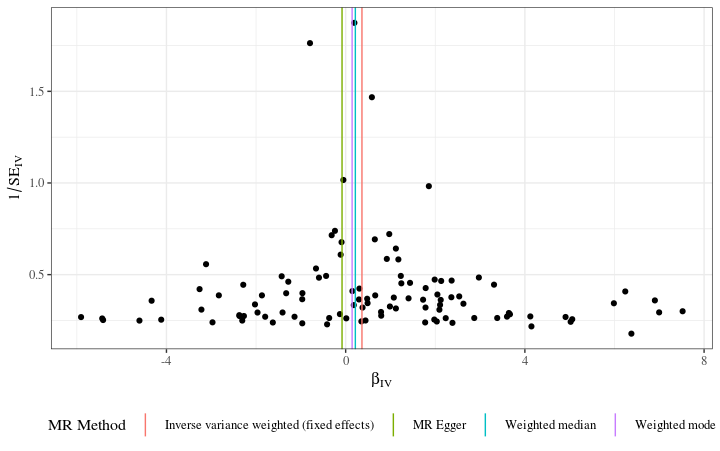 1.5
1.0
0.5
1/SE_IV
-4
0
4
8
β_IV
MR Method
Inverse variance weighted (fixed effects)
MR Egger
Weighted median
Weighted mode